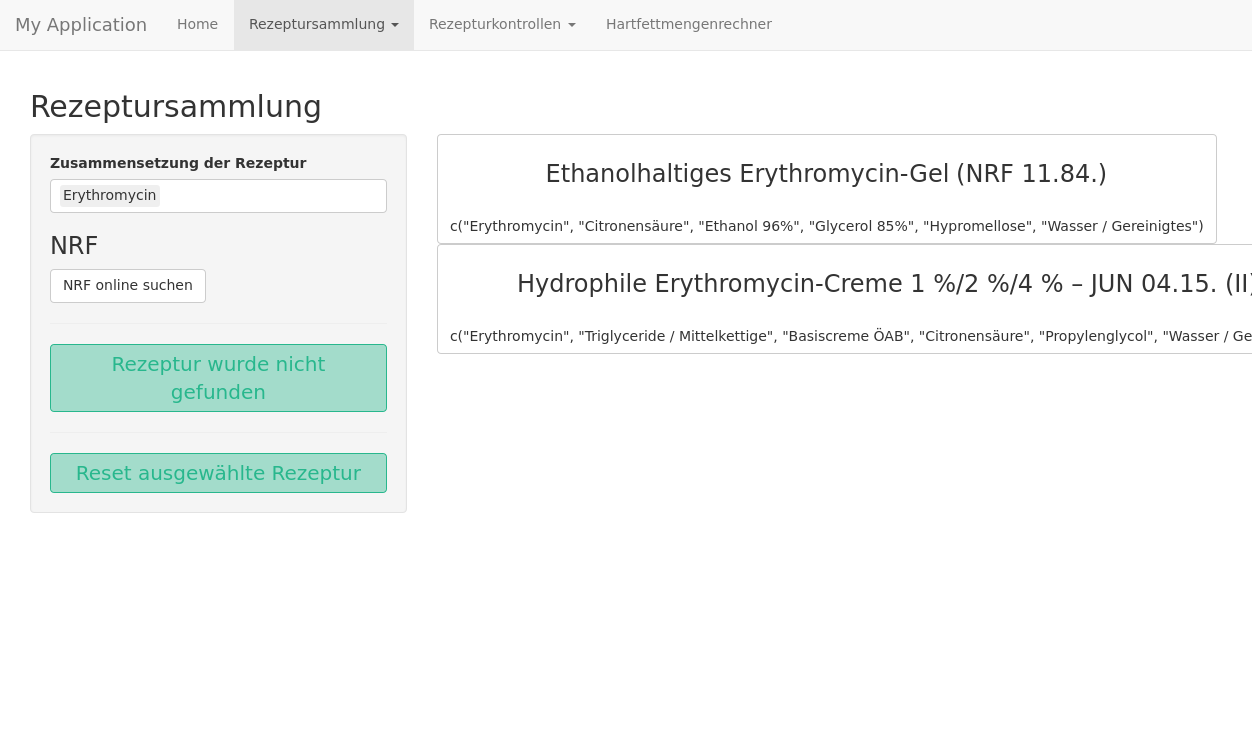 My Application Home Rezeptursammlung Rezepturkontrollen Hartfettmengenrechner
Rezeptursammlung
Zusammensetzung der Rezeptur
Erythromycin
NRF
NRF online suchen
Rezeptur wurde nicht
gefunden
Reset ausgewählte Rezeptur
Ethanolhaltiges Erythromycin-Gel (NRF 11.84.)
c("Erythromycin", "Citronensäure", "Ethanol 96%", "Glycerol 85%", "Hypromellose", "Wasser / Gereinigtes")
Hydrophile Erythromycin-Creme 1 %/2 %/4 % – JUN 04.15. (II)
c("Erythromycin", "Triglyceride / Mittelkettige", "Basiscreme ÖAB", "Citronensäure", "Propylenglycol", "Wasser / Ge